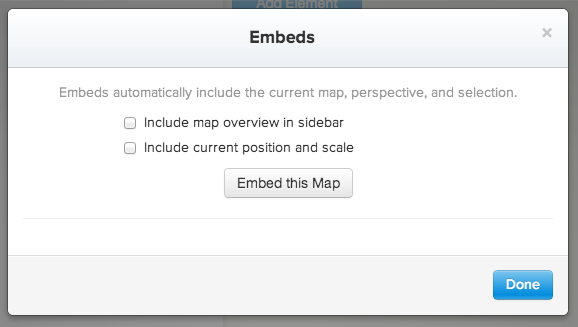 Add Element
Embeds
×
Embeds automatically include the current map, perspective, and selection.
Include map overview in sidebar
Include current position and scale
Embed this Map
Done